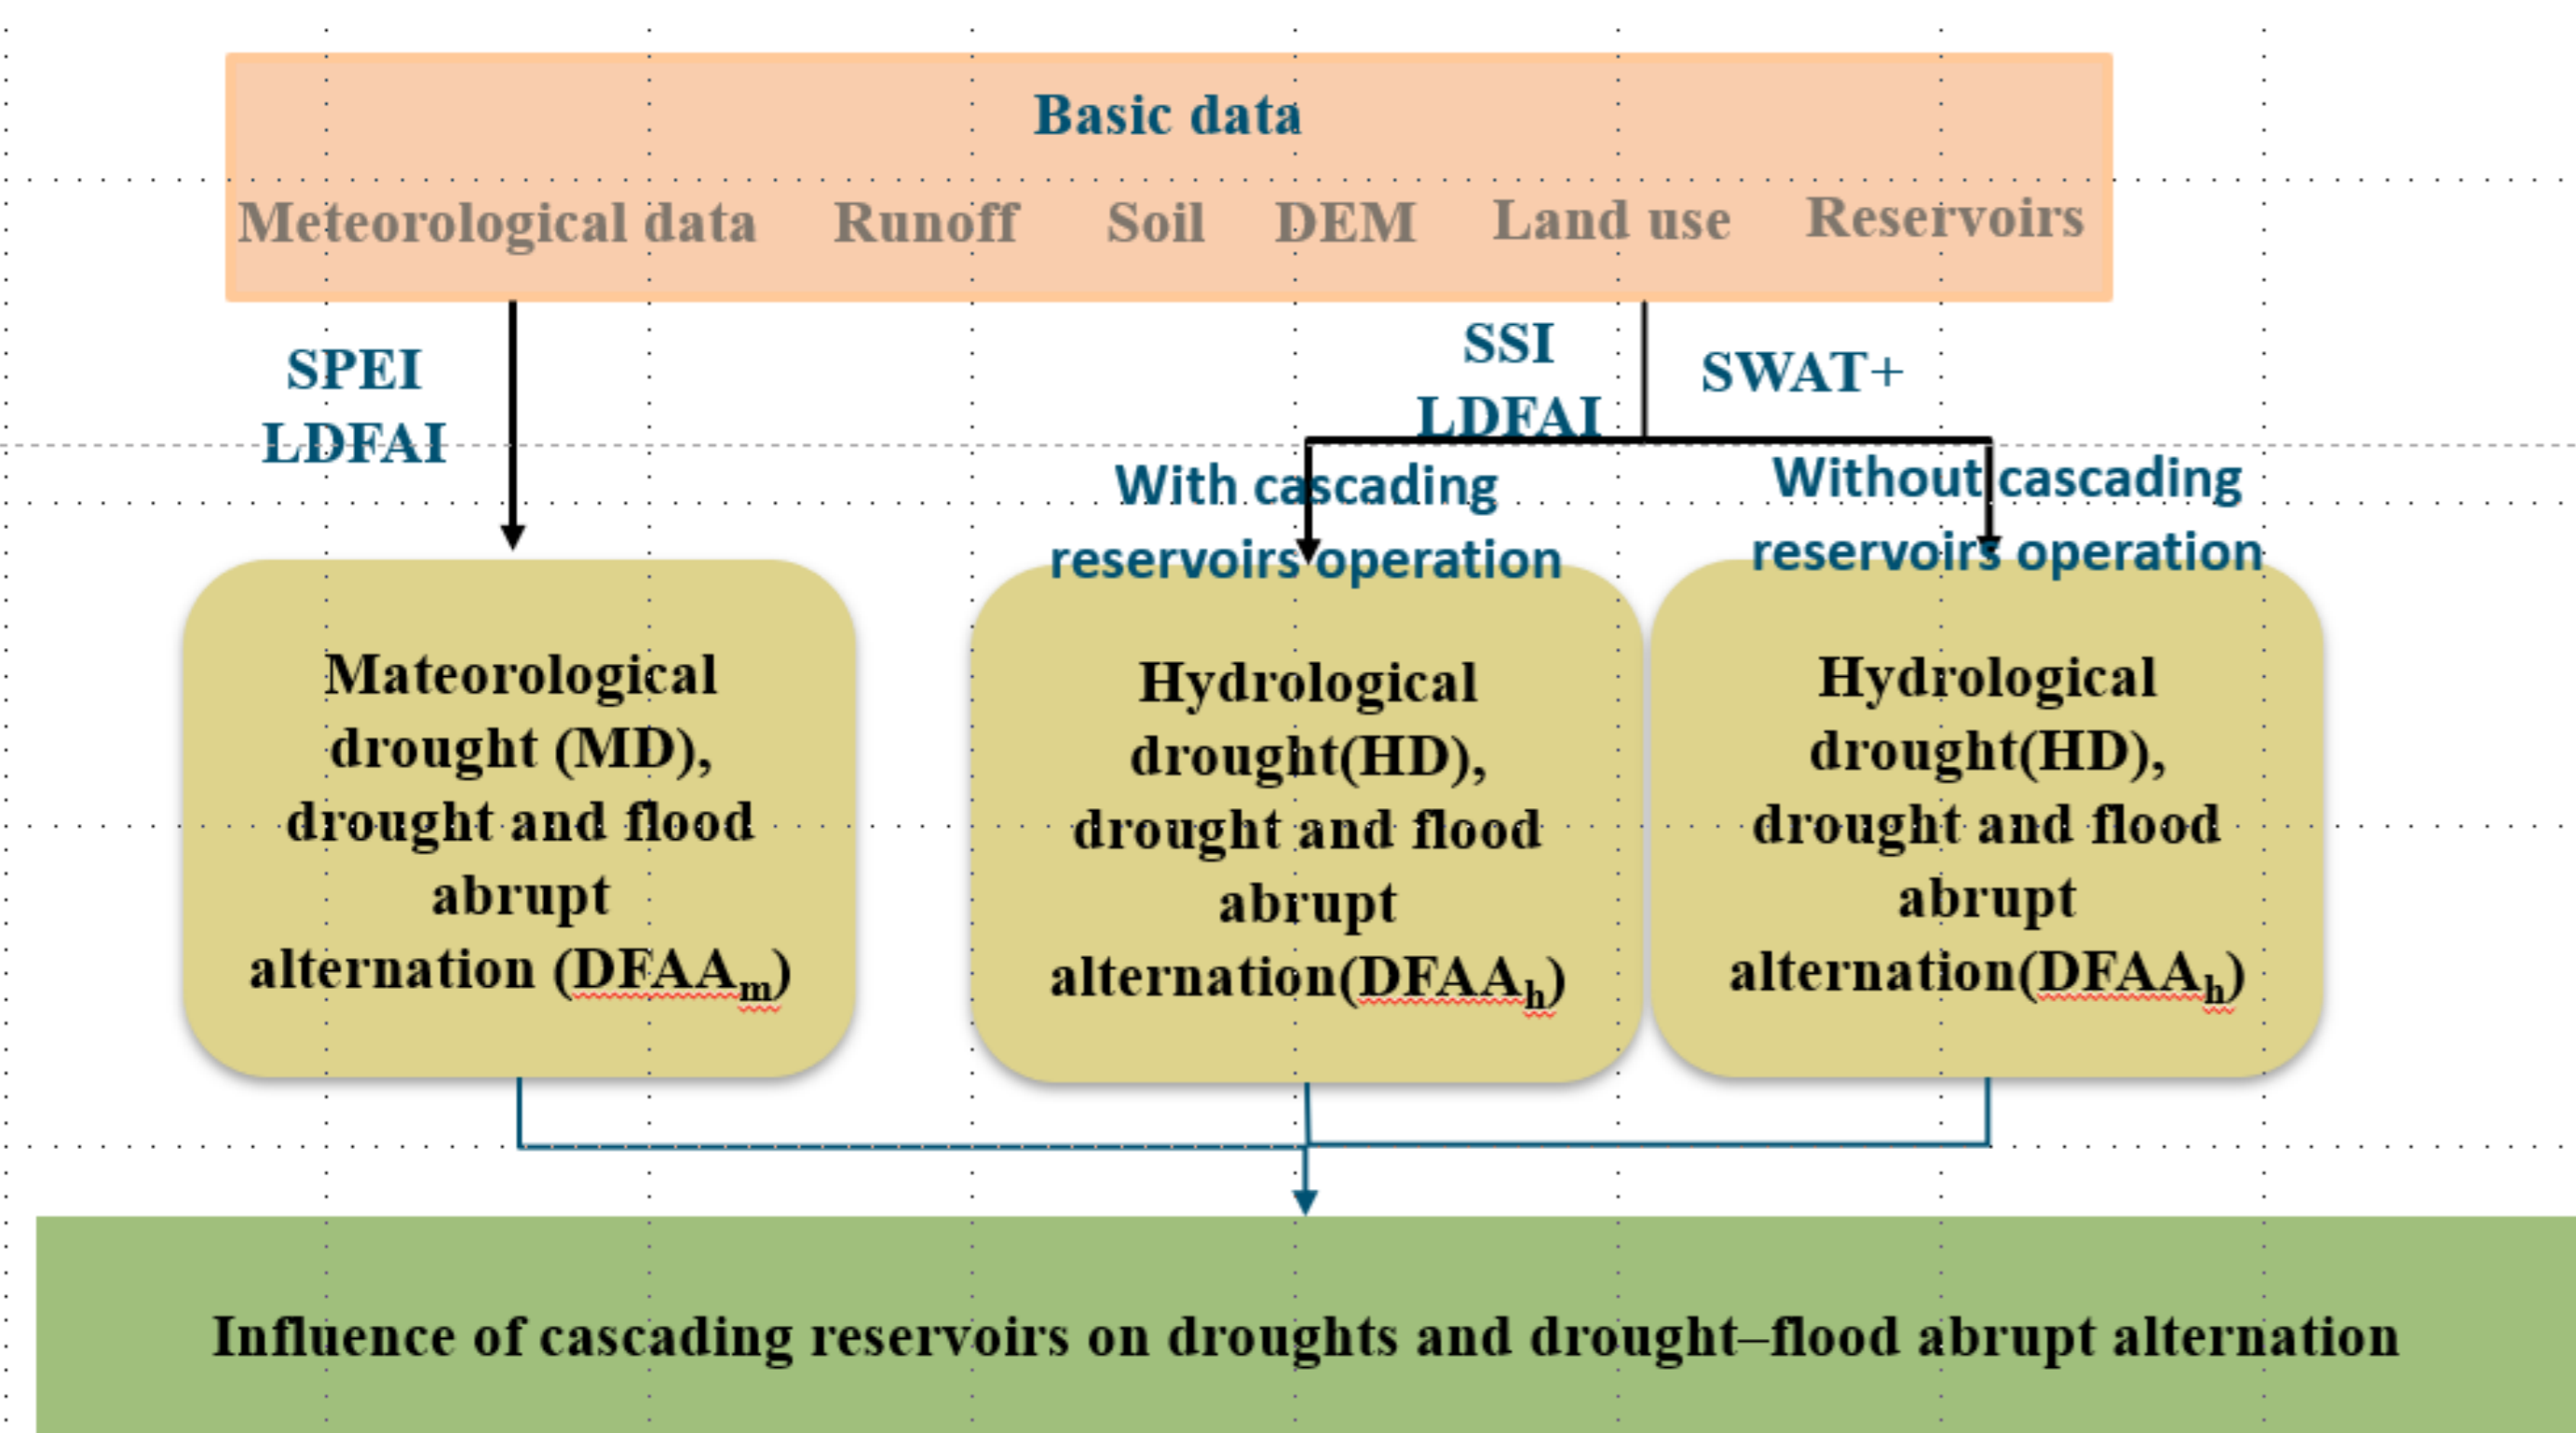 Basic data
Meteorological data Runoff Soil DEM Land use Reservoirs
SPEI
LDFAI
SSI
LDFAI
SWAT+
With cascading
reservoirs operation
Without cascading
reservoirs operation
Mateorological
drought (MD),
drought and flood
abrupt
alternation (DFAAm)
Hydrological
drought(HD),
drought and flood
abrupt
alternation(DFAAh)
Hydrological
drought(HD),
drought and flood
abrupt
alternation(DFAAh)
Influence of cascading reservoirs on droughts and drought–flood abrupt alternation